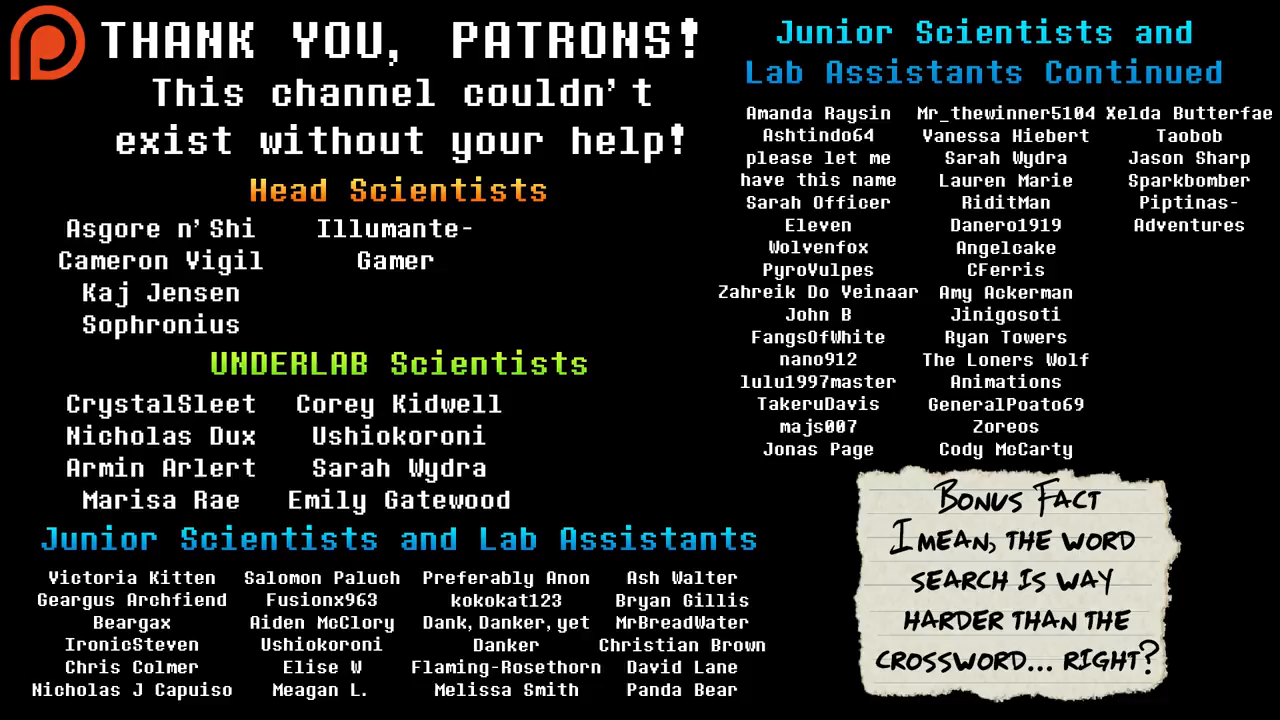 THANK YOU, PATRONS!
This channel couldn't
exist without your help!
Head Scientists
Asgore n'Shi
Cameron Vigil
Kaj Jensen
Sophronius
Illumante-
Gamer
UNDERLAB Scientists
CrystalSleet
Nicholas Dux
Armin Arlert
Marisa Rae
Corey Kidwell
Ushiokoroni
Sarah Wydra
Emily Gatewood
Junior Scientists and Lab Assistants
Victoria Kitten
Geargus Archfiend
Beargax
IronicSteven
Chris Colmer
Nicholas J Capuiso
Salomon Paluch
Fusionx963
Aiden McClory
Ushiokoroni
Elise W
Meagan L.
Preferably Anon
kokokat123
Dank, Danker, yet
Danker
Flaming-Rosethorn
Melissa Smith
Ash Walter
Bryan Gillis
MrBreadWater
Christian Brown
David Lane
Panda Bear
Junior Scientists and
Lab Assistants Continued
Amanda Raysin
Ashtindo64
please let me
have this name
Sarah Officer
Eleven
Wolvenfox
PyroVulpes
Zahreik Do Veinaar
John B
FangsOfWhite
nano912
lulu1997master
TakeruDavis
majs007
Jonas Page
Mr_thewinner5104
Vanessa Hiebert
Sarah Wydra
Lauren Marie
RiditMan
Danero1919
Angelcake
CFerris
Amy Ackerman
Jinigosoti
Ryan Towers
The Loners Wolf
Animations
GeneralPoato69
Zoreos
Cody McCarty
Xelda Butterfae
Taobob
Jason Sharp
Sparkbomber
Piptinas-
Adventures
BONUS FACT
I MEAN, THE WORD
SEARCH IS WAY
HARDER THAN THE
CROSSWORD... RIGHT?